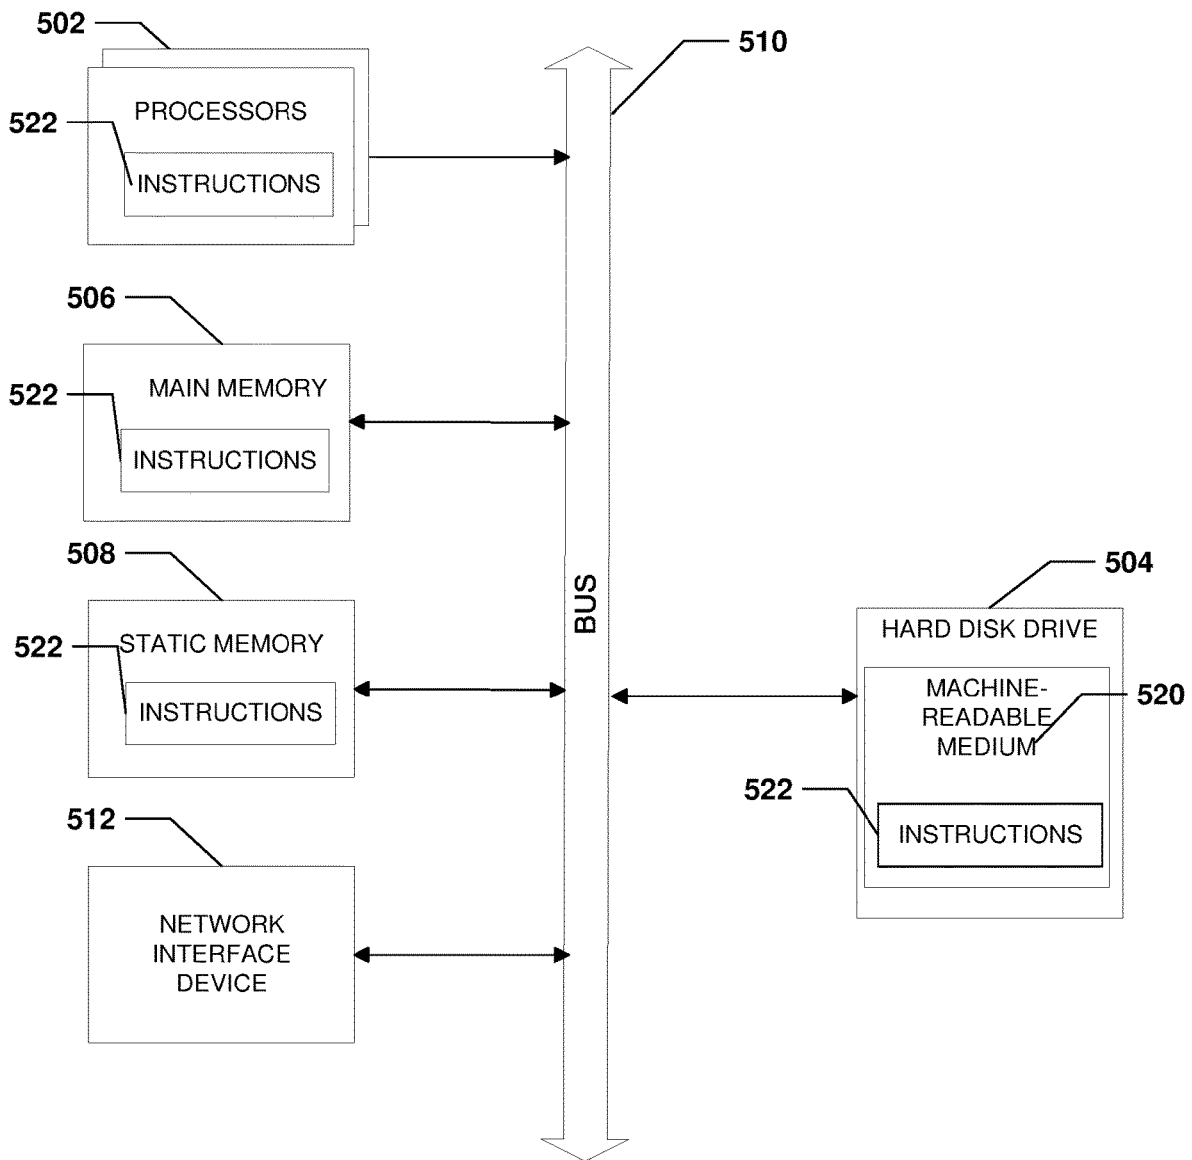 502
PROCESSORS
522
INSTRUCTIONS
510
506
MAIN MEMORY
522
INSTRUCTIONS
508
STATIC MEMORY
522
INSTRUCTIONS
512
NETWORK
INTERFACE
DEVICE
BUS
504
HARD DISK DRIVE
MACHINE-
READABLE
MEDIUM
520
522
INSTRUCTIONS